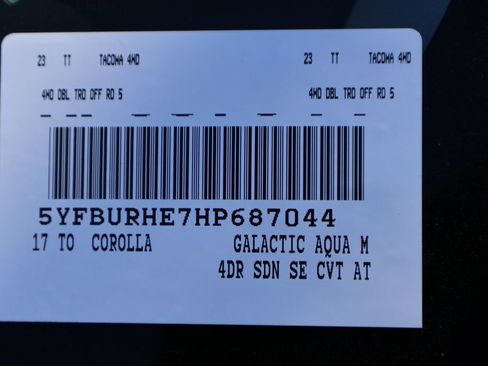 23 TT TACOMA 4WD 23 TT TACOMA 4WD
4WD DBL TRD OFF RD 5 4WD DBL TRD OFF RD 5
5YFBURHE7HP687044
17 TO COROLLA GALACTIC AQUA M
4DR SDN SE CVT AT